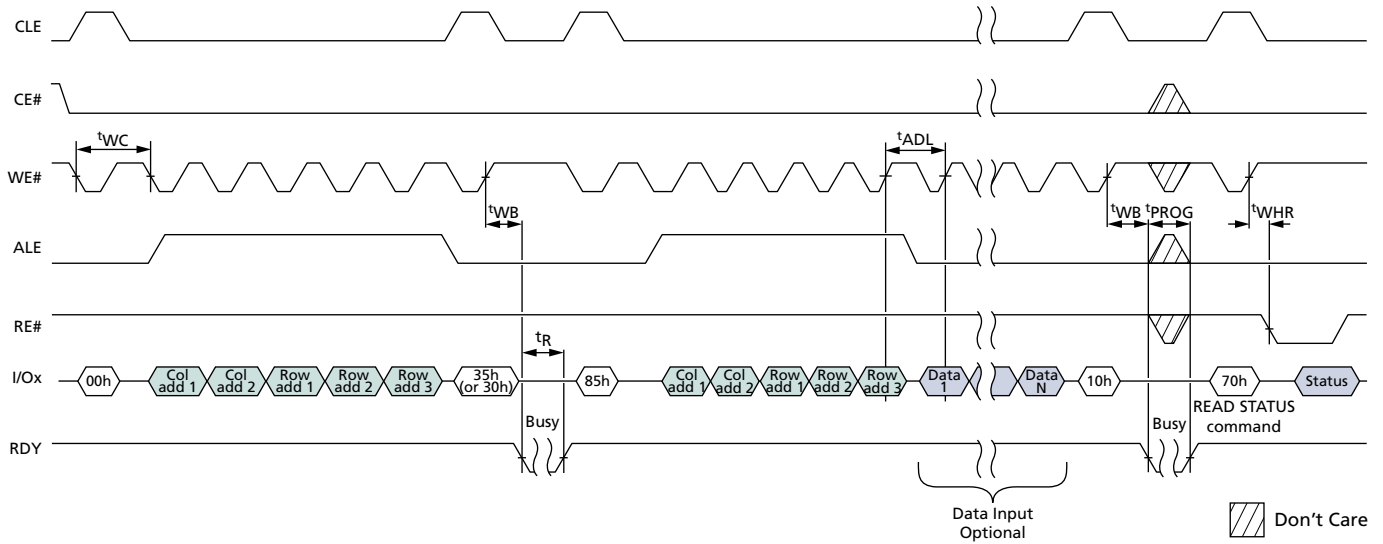 CLE
CE#
tWC
tADL
WE#
tWB
tWB
tPROG
tWHR
ALE
RE#
tR
I/Ox
00h
Col
add 1
Col
add 2
Row
add 1
Row
add 2
Row
add 3
35h
(or 30h)
85h
Col
add 1
Col
add 2
Row
add 1
Row
add 2
Row
add 3
Data
1
Data
N
10h
70h
Status
READ STATUS
command
Busy
Busy
RDY
Data Input
Optional
Don't Care